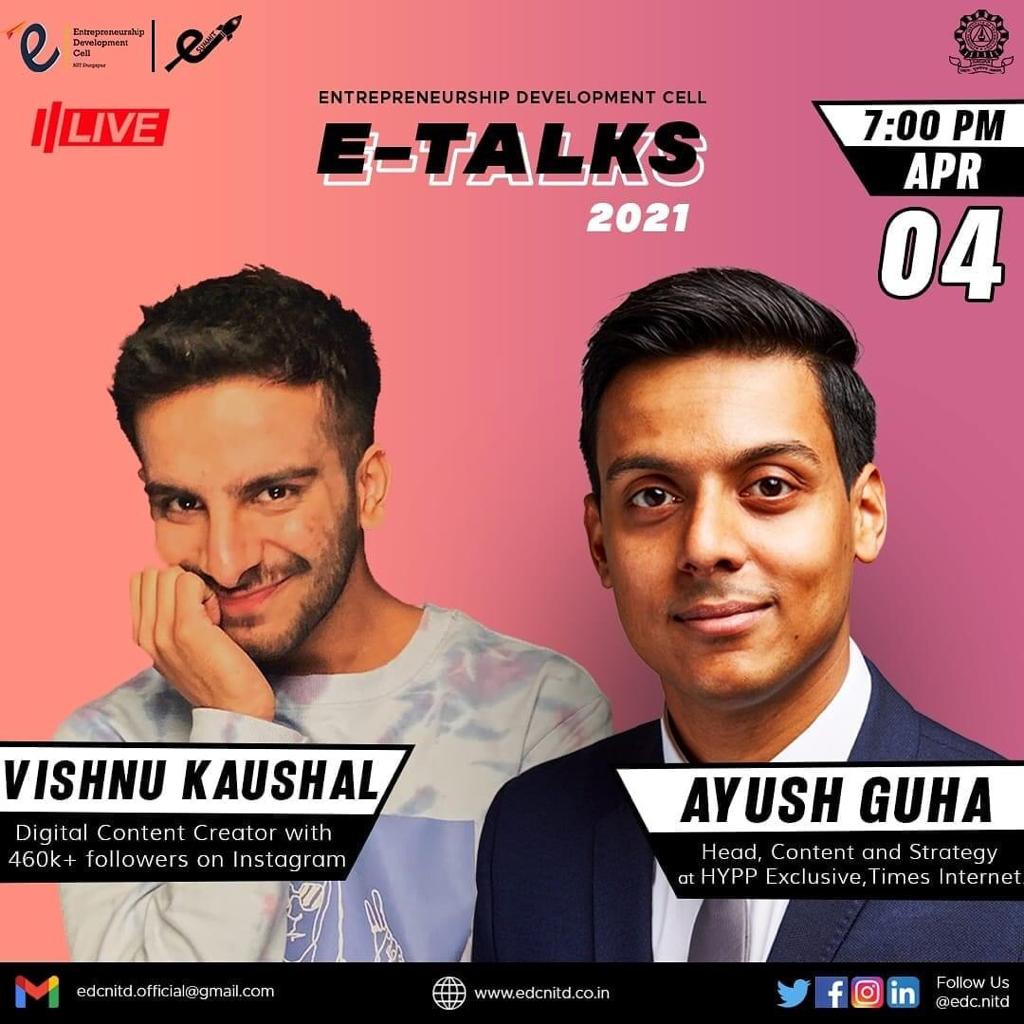 Entrepreneurship
Development
Cell
NIT Durgapur
SUMMIT
LIVE
ENTREPRENEURSHIP DEVELOPMENT CELL
E-TALKS
2021
7:00 PM
APR
04
VISHNU KAUSHAL
Digital Content Creator with
460k+ followers on Instagram
AYUSH GUHA
Head, Content and Strategy
at HYPP Exclusive,Times Internet
edcnitd.official@gmail.com
www.edcnitd.co.in
Follow Us
@edc.nitd